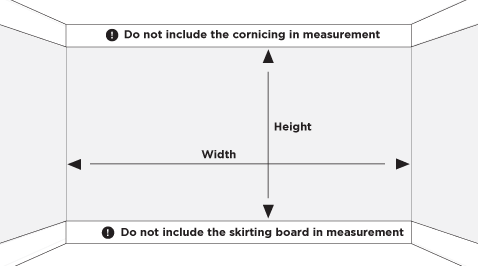 ! Do not include the cornicing in measurement
Height
Width
! Do not include the skirting board in measurement